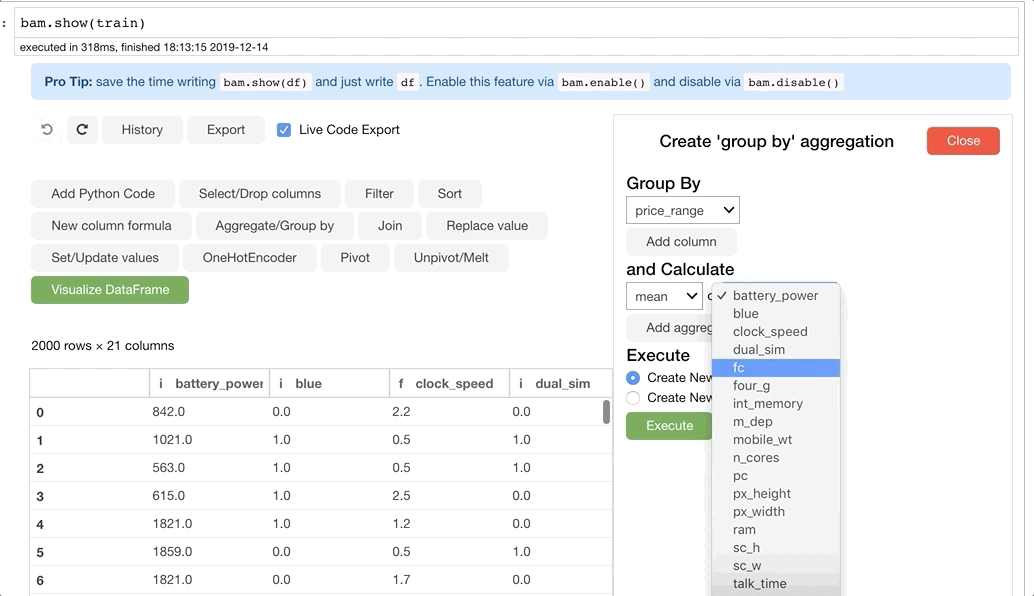 : bam.show(train)
executed in 318ms, finished 18:13:15 2019-12-14
Pro Tip: save the time writing bam.show(df) and just write df. Enable this feature via bam.enable() and disable via bam.disable()
History Export Live Code Export
Create 'group by' aggregation Close
Add Python Code Select/Drop columns Filter Sort
New column formula Aggregate/Group by Join Replace value
Set/Update values OneHotEncoder Pivot Unpivot/Melt
Visualize DataFrame
2000 rows × 21 columns
i battery_power i blue f clock_speed i dual_sim
0 842.0 0.0 2.2 0.0
1 1021.0 1.0 0.5 1.0
2 563.0 1.0 0.5 1.0
3 615.0 1.0 2.5 0.0
4 1821.0 1.0 1.2 0.0
5 1859.0 0.0 0.5 1.0
6 1821.0 0.0 1.7 0.0
Group By
price_range
Add column
and Calculate
mean
Add aggreg
Execute
Create New
Create New
Execute
✓ battery_power
blue
clock_speed
dual_sim
fc
four_g
int_memory
m_dep
mobile_wt
n_cores
pc
px_height
px_width
ram
sc_h
sc_w
talk_time